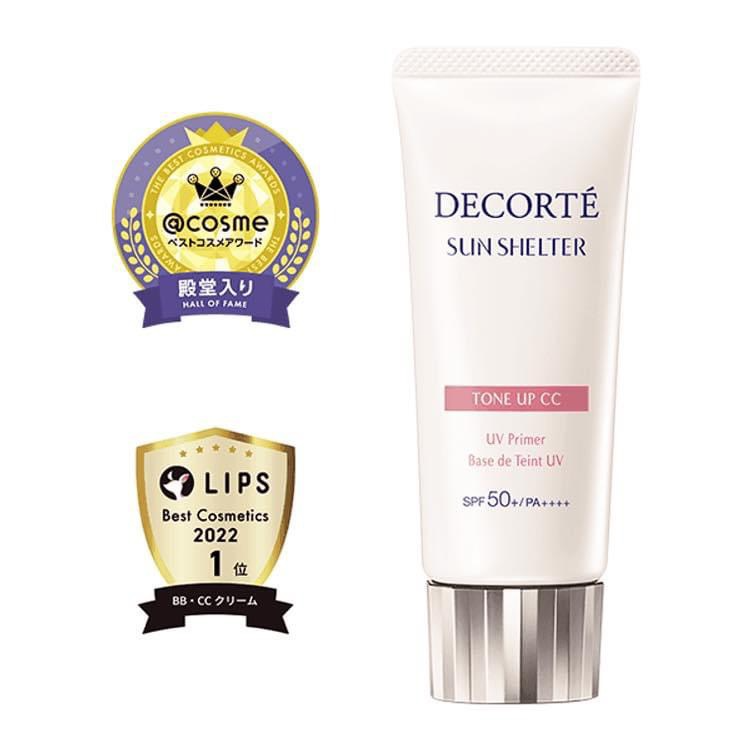 THE BEST COSMETICS AWARDS
@cosme
ベストコスメアワード
殿堂入り
HALL OF FAME
LIPS
Best Cosmetics
2022
1位
BB・CC クリーム
DECORTÉ
SUN SHELTER
TONE UP CC
UV Primer
Base de Teint UV
SPF 50+/PA++++